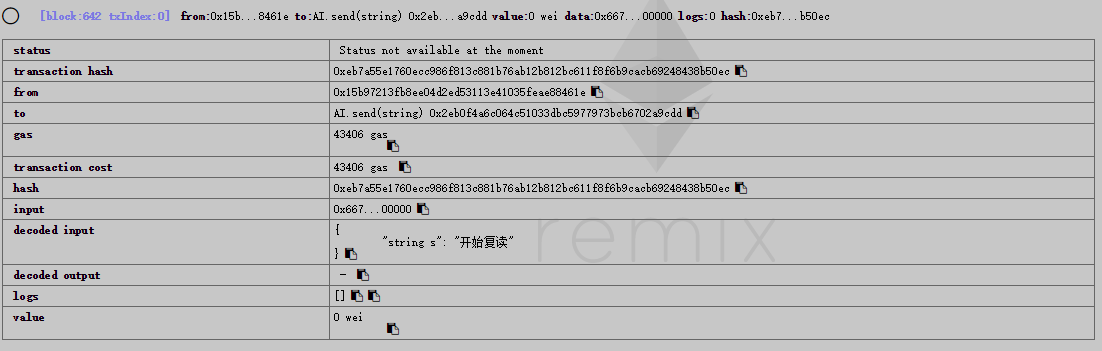 [block:642 txIndex:0] from:0x15b...8461e to:AI.send(string) 0x2eb...a9cdd value:0 wei data:0x667...00000 logs:0 hash:0xeb7...b50ec
status Status not available at the moment
transaction hash 0xeb7a55e1760ecc986f813c881b76ab12b812bc611f8f6b9cacb69248438b50ec
from 0x15b97213fb8ee04d2ed53113e41035feae88461e
to AI.send(string) 0x2eb0f4a6c064c51033dbc5977973bcb6702a9cdd
gas 43406 gas
transaction cost 43406 gas
hash 0xeb7a55e1760ecc986f813c881b76ab12b812bc611f8f6b9cacb69248438b50ec
input 0x667...00000
decoded input {
"string s": "开始复读"
}
decoded output -
logs []
value 0 wei
remix